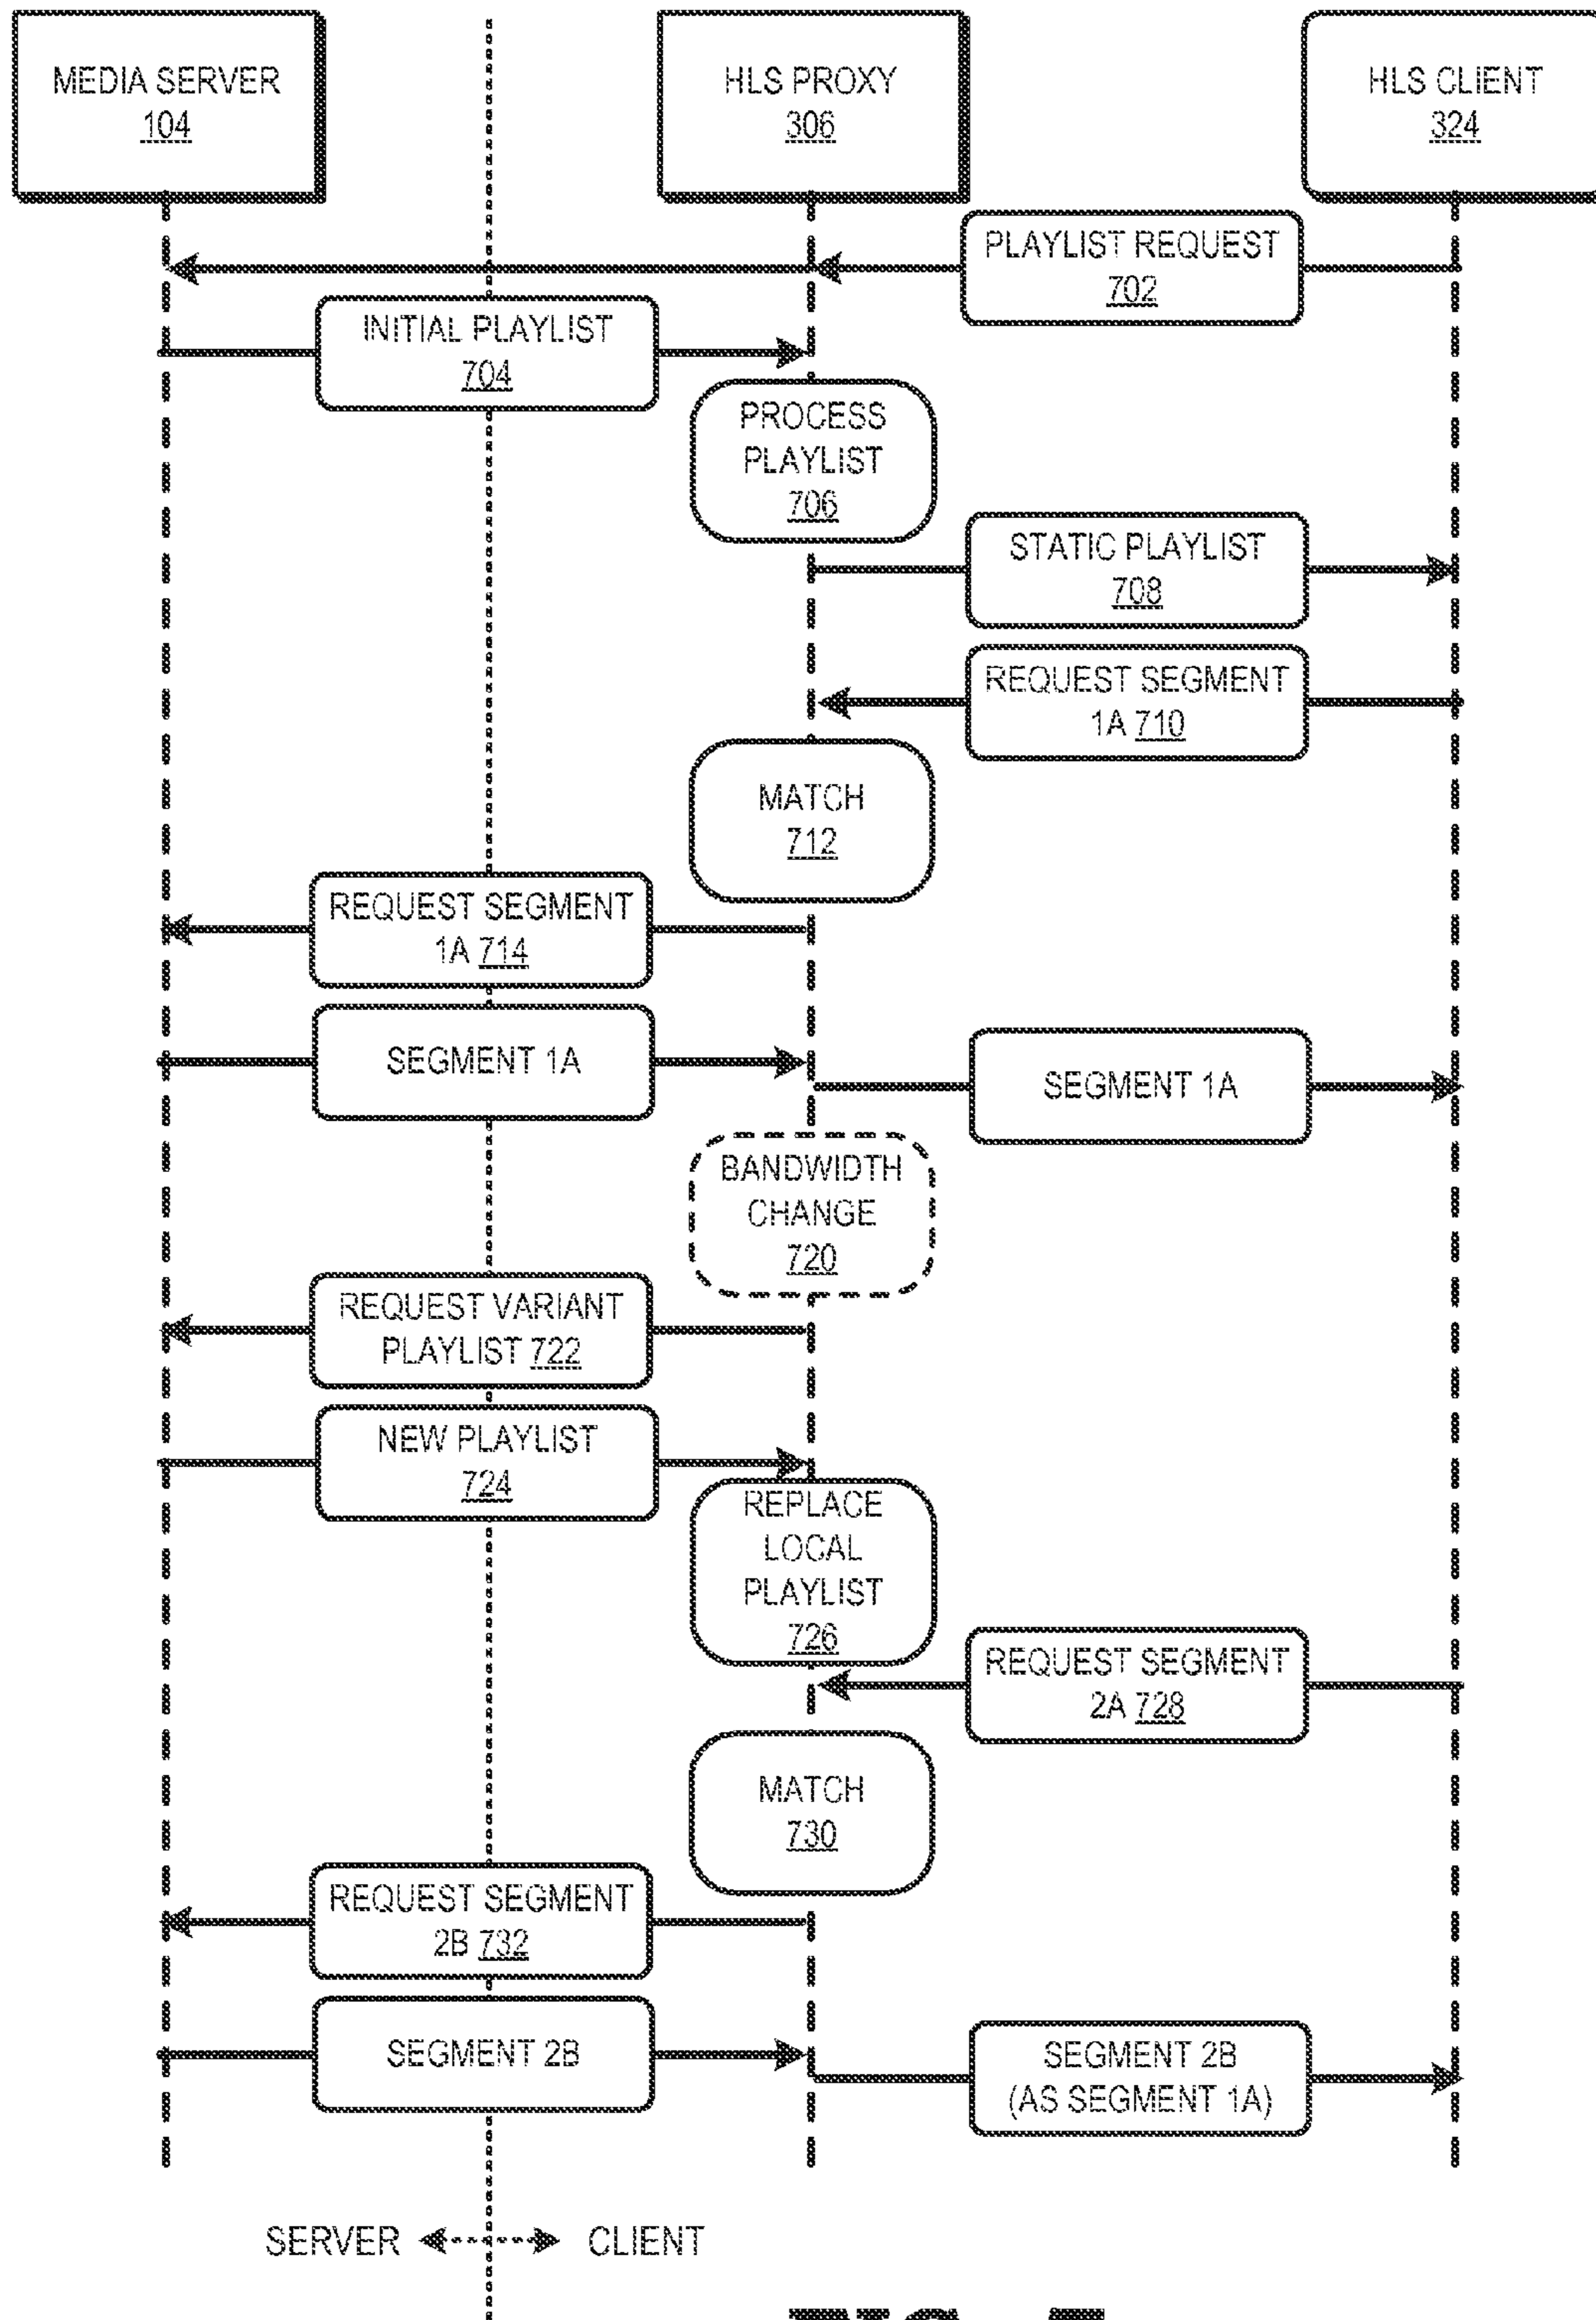 MEDIA SERVER
104
HLS PROXY
306
HLS CLIENT
324
PLAYLIST REQUEST
702
INITIAL PLAYLIST
704
PROCESS
PLAYLIST
706
STATIC PLAYLIST
708
REQUEST SEGMENT
1A 710
MATCH
712
REQUEST SEGMENT
1A 714
SEGMENT 1A
SEGMENT 1A
BANDWIDTH
CHANGE
720
REQUEST VARIANT
PLAYLIST 722
NEW PLAYLIST
724
REPLACE
LOCAL
PLAYLIST
726
REQUEST SEGMENT
2A 728
MATCH
730
REQUEST SEGMENT
2B 732
SEGMENT 2B
SEGMENT 2B
(AS SEGMENT 1A)
SERVER
CLIENT